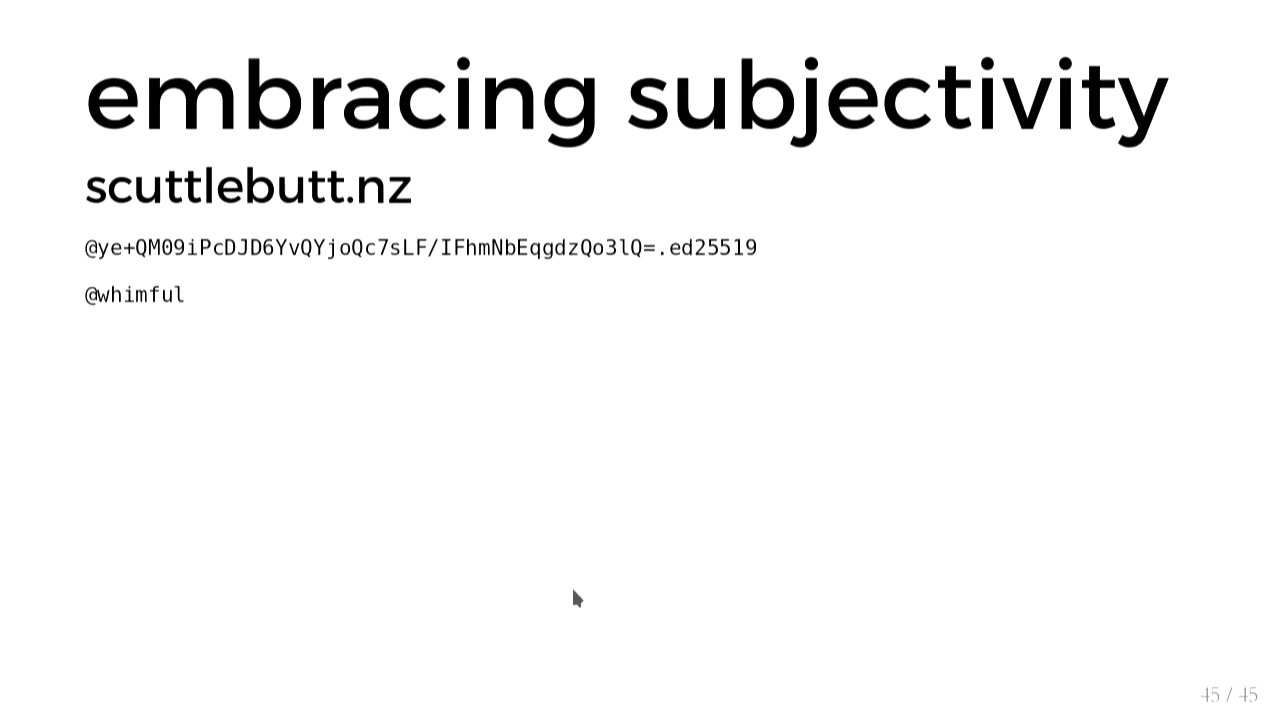 embracing subjectivity
scuttlebutt.nz
@ye+QM09iPcDJD6YvQYjoQc7sLF/IFhmNbEqgdzQo3lQ=.ed25519
@whimful
45 / 45